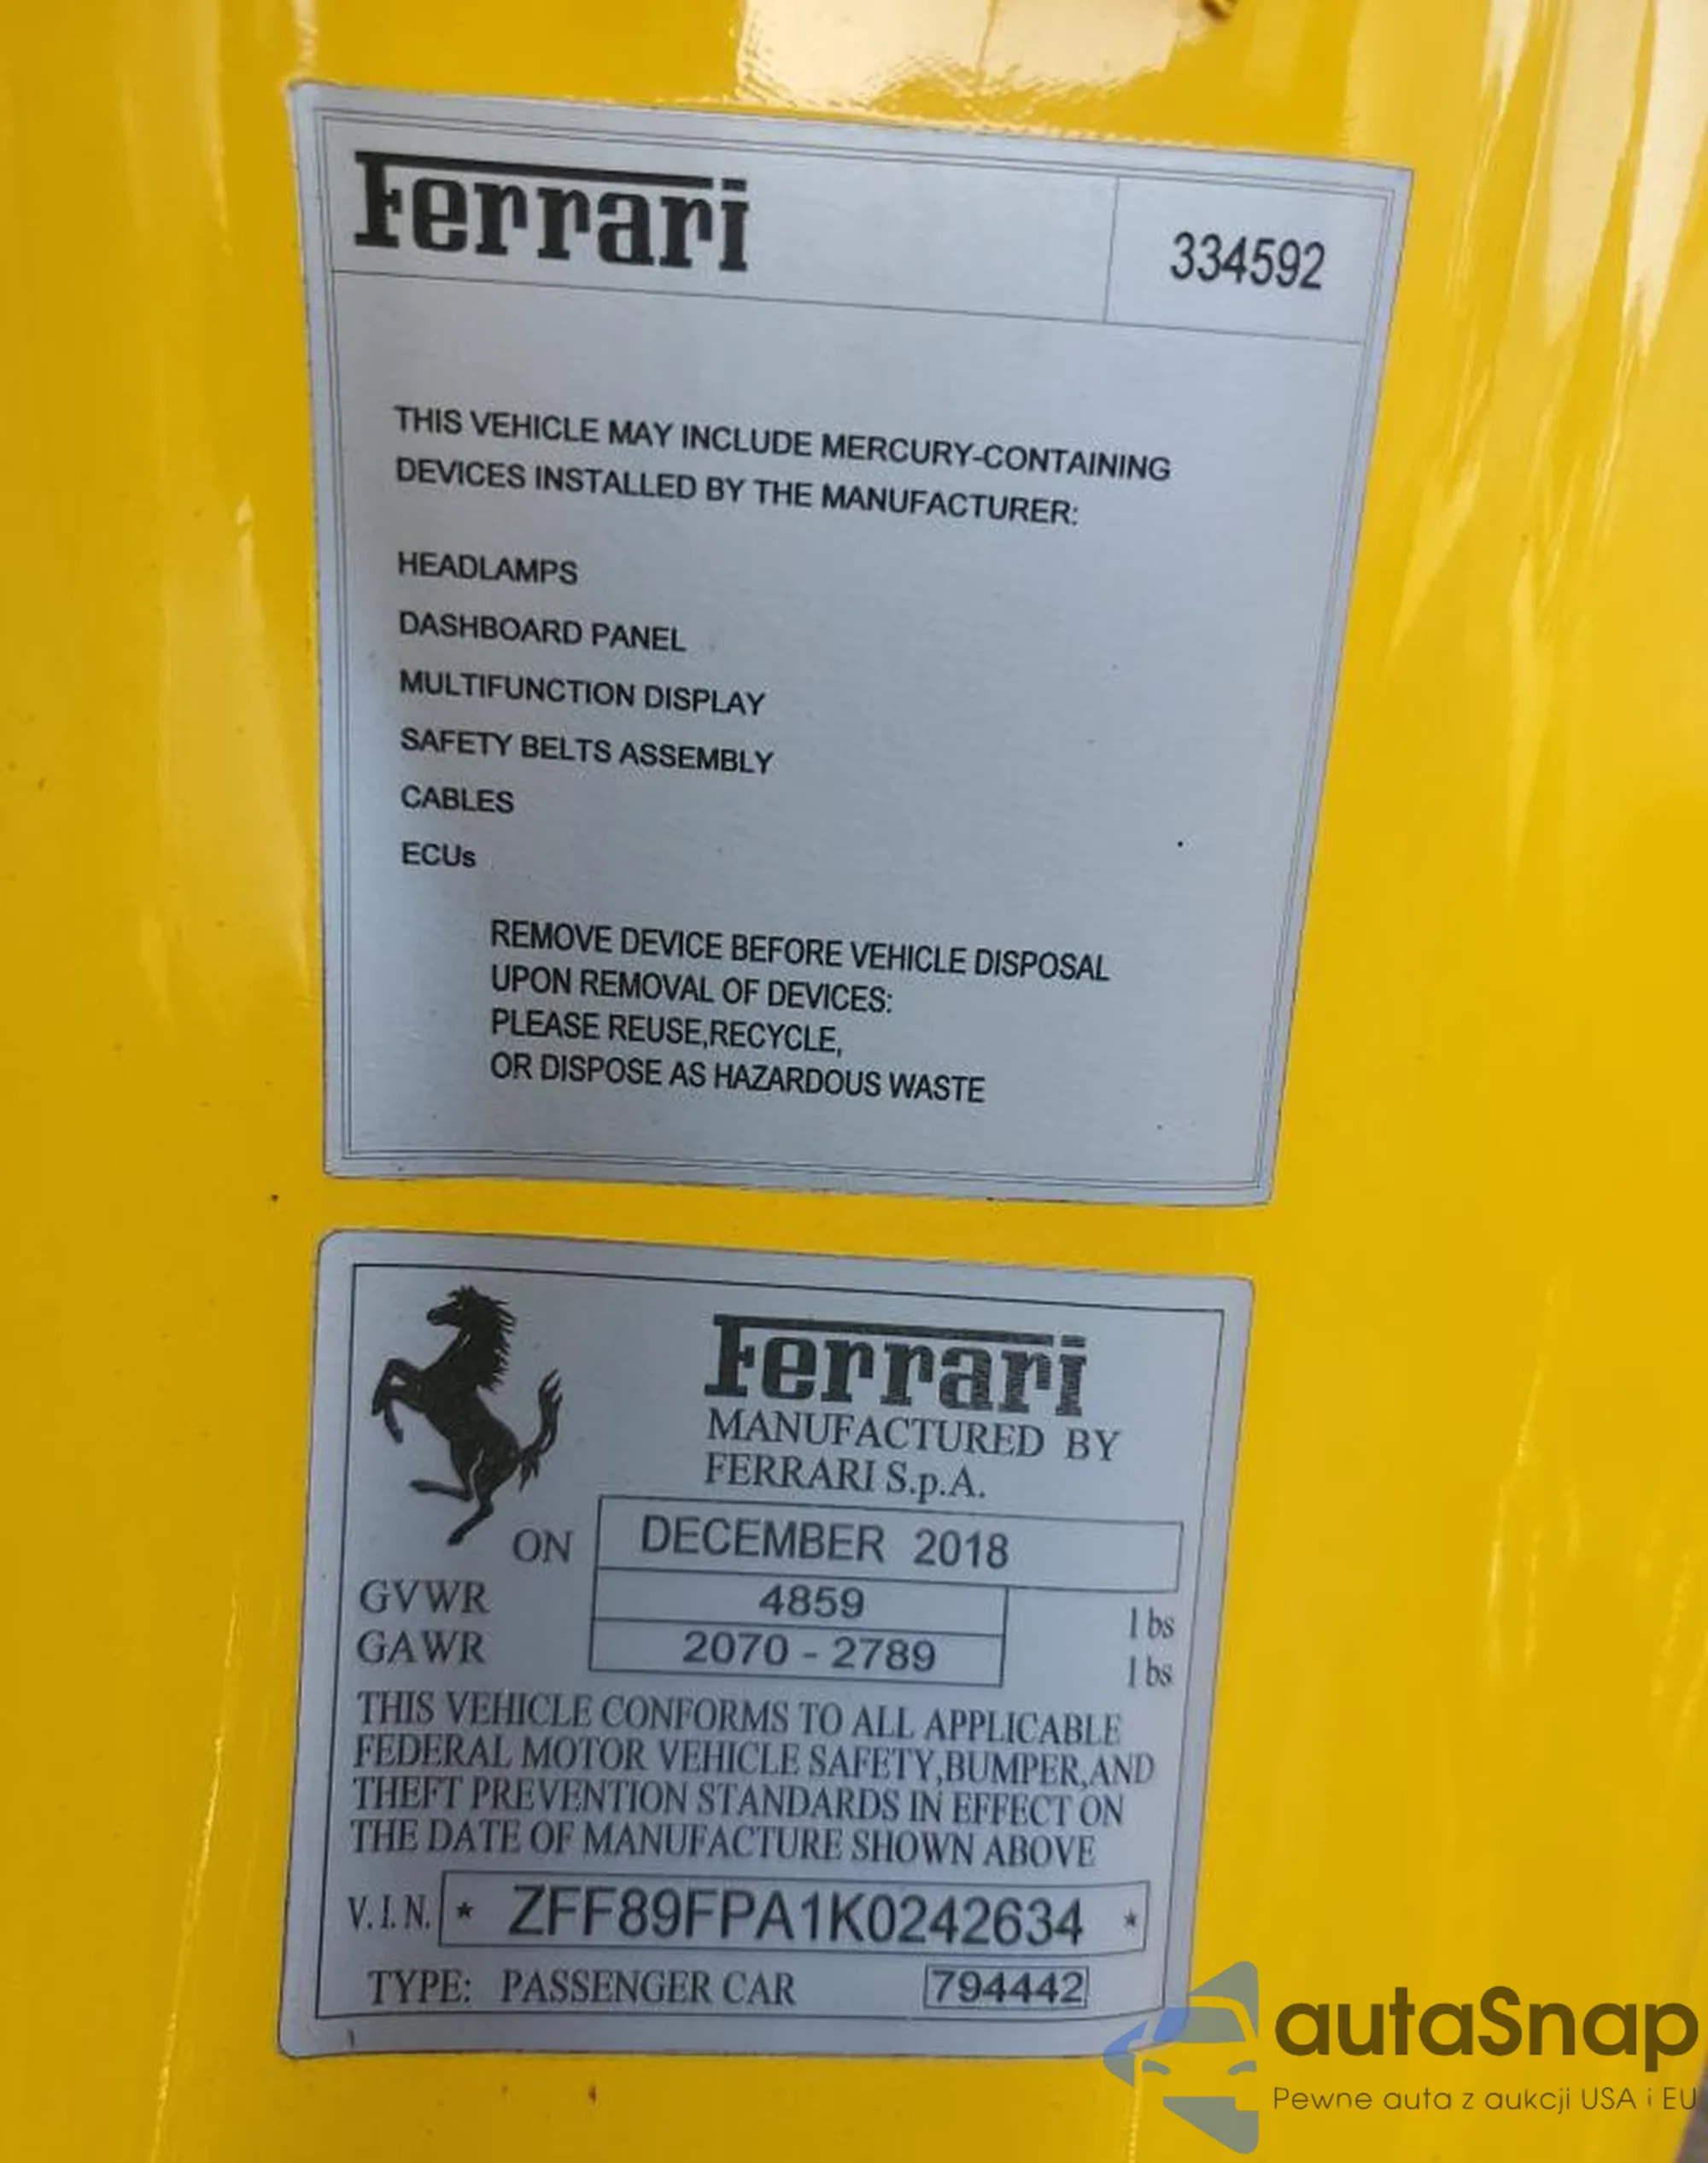 Ferrari
334592
THIS VEHICLE MAY INCLUDE MERCURY-CONTAINING
DEVICES INSTALLED BY THE MANUFACTURER:
HEADLAMPS
DASHBOARD PANEL
MULTIFUNCTION DISPLAY
SAFETY BELTS ASSEMBLY
CABLES
ECUs
REMOVE DEVICE BEFORE VEHICLE DISPOSAL
UPON REMOVAL OF DEVICES:
PLEASE REUSE,RECYCLE,
OR DISPOSE AS HAZARDOUS WASTE
Ferrari
MANUFACTURED BY
FERRARI S.p.A.
ON DECEMBER 2018
GVWR 4859 lbs
GAWR 2070 - 2789 lbs
THIS VEHICLE CONFORMS TO ALL APPLICABLE
FEDERAL MOTOR VEHICLE SAFETY,BUMPER,AND
THEFT PREVENTION STANDARDS IN EFFECT ON
THE DATE OF MANUFACTURE SHOWN ABOVE
V.I.N. * ZFF89FPA1K0242634 *
TYPE: PASSENGER CAR 794442
autaSnap
Pewne auta z aukcji USA i EU